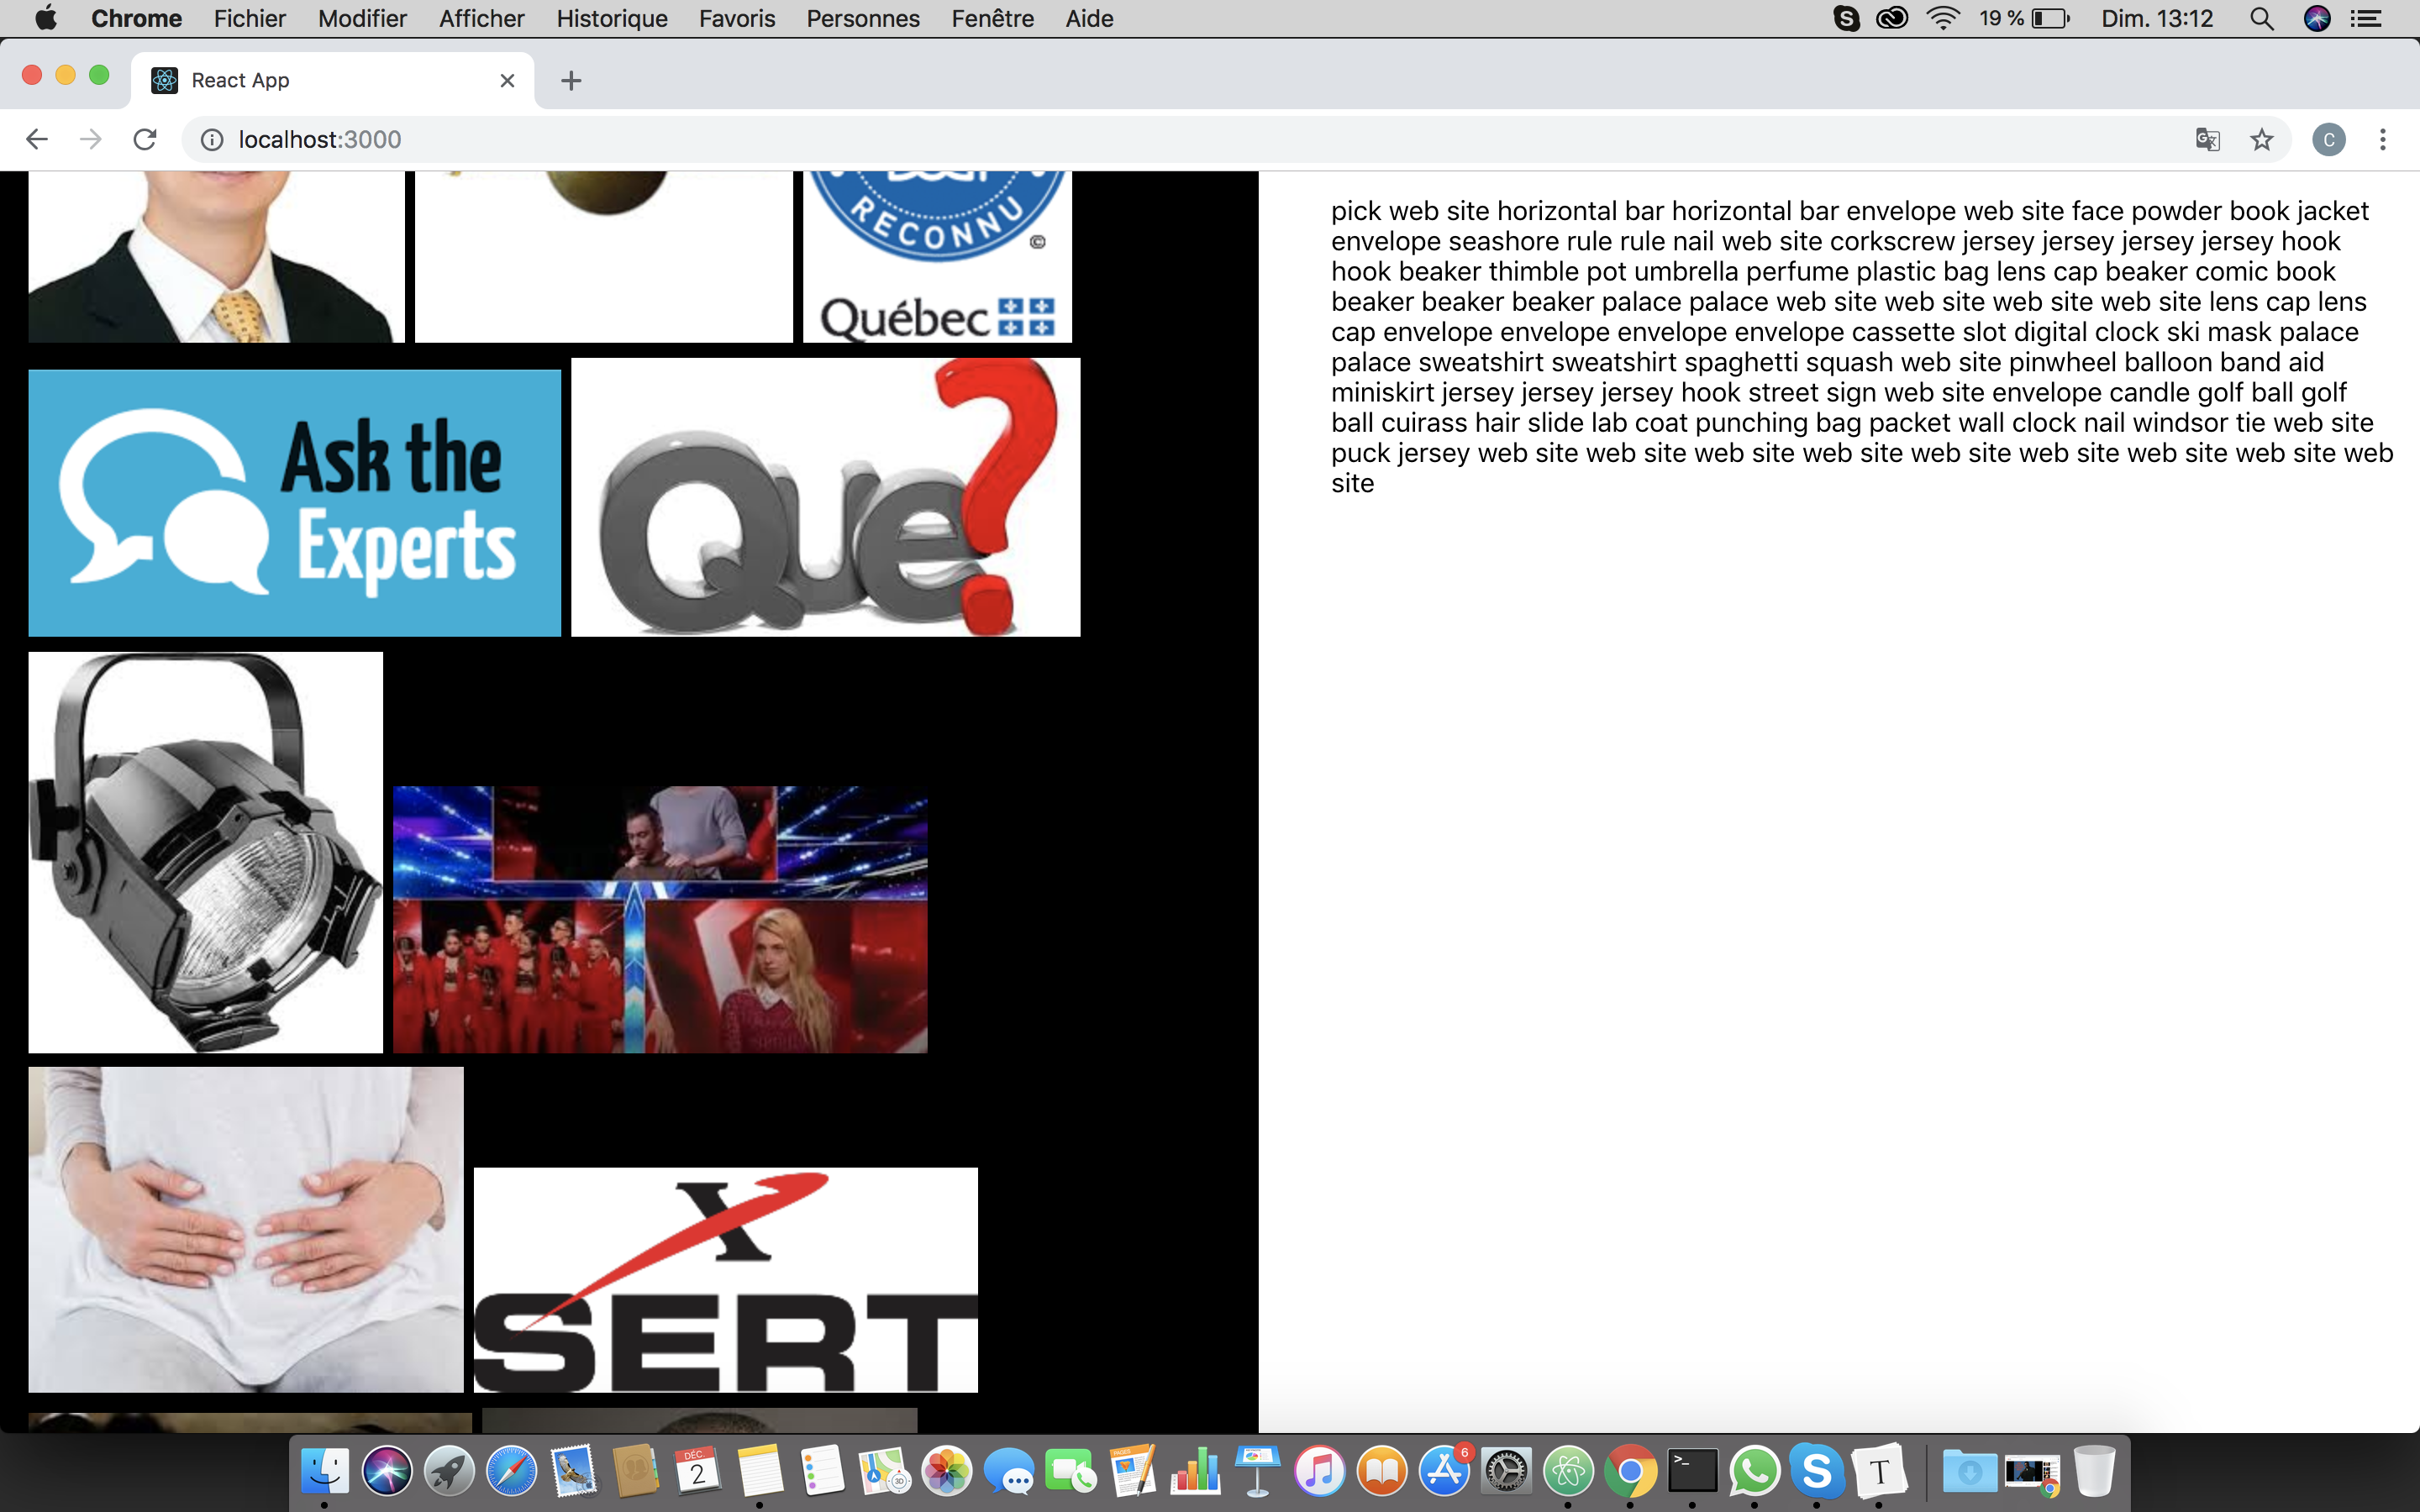 Chrome Fichier Modifier Afficher Historique Favoris Personnes Fenêtre Aide 19 % Dim. 13:12
React App
localhost:3000
C
RECONNU
©
Québec
Ask the
Experts
Que?
X
SERT
pick web site horizontal bar horizontal bar envelope web site face powder book jacket
envelope seashore rule rule nail web site corkscrew jersey jersey jersey jersey hook
hook beaker thimble pot umbrella perfume plastic bag lens cap beaker comic book
beaker beaker beaker palace palace web site web site web site web site lens cap lens
cap envelope envelope envelope envelope cassette slot digital clock ski mask palace
palace sweatshirt sweatshirt spaghetti squash web site pinwheel balloon band aid
miniskirt jersey jersey jersey hook street sign web site envelope candle golf ball golf
ball cuirass hair slide lab coat punching bag packet wall clock nail windsor tie web site
puck jersey web site web site web site web site web site web site web site web site web
site
DÉC.
2
PAGES
3D
6
>_
S
T